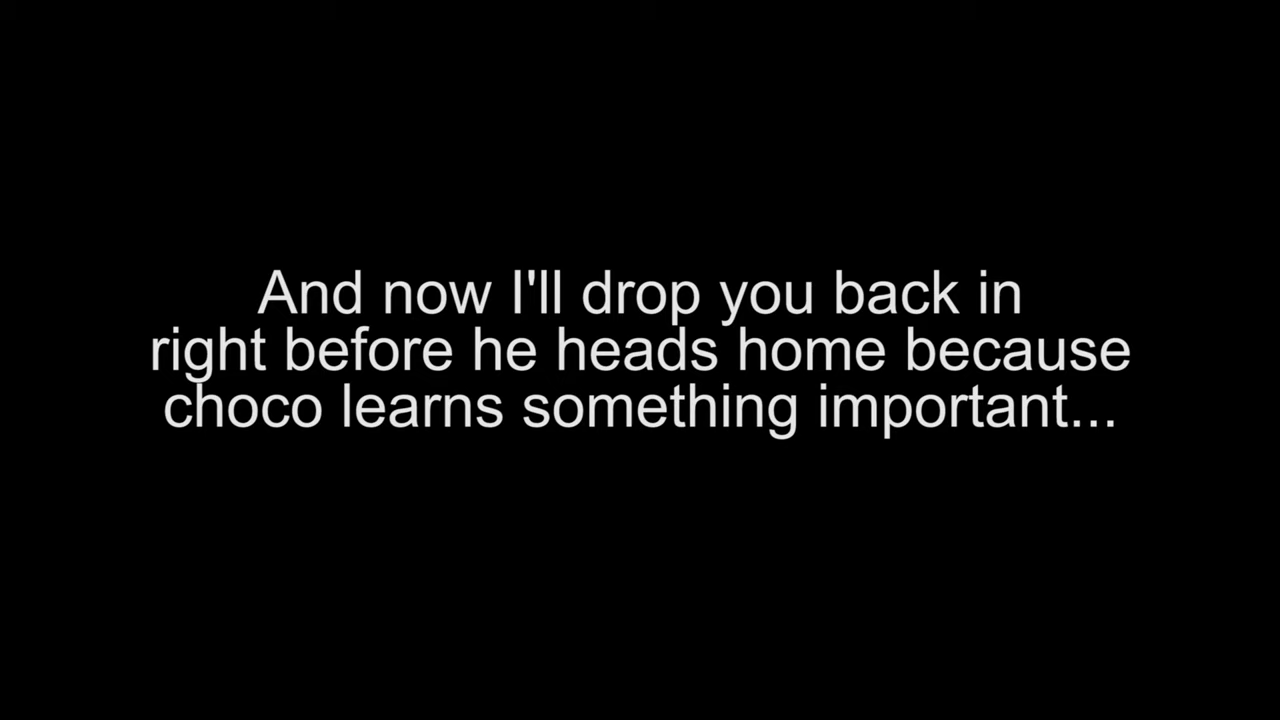 And now I'll drop you back in
right before he heads home because
choco learns something important...